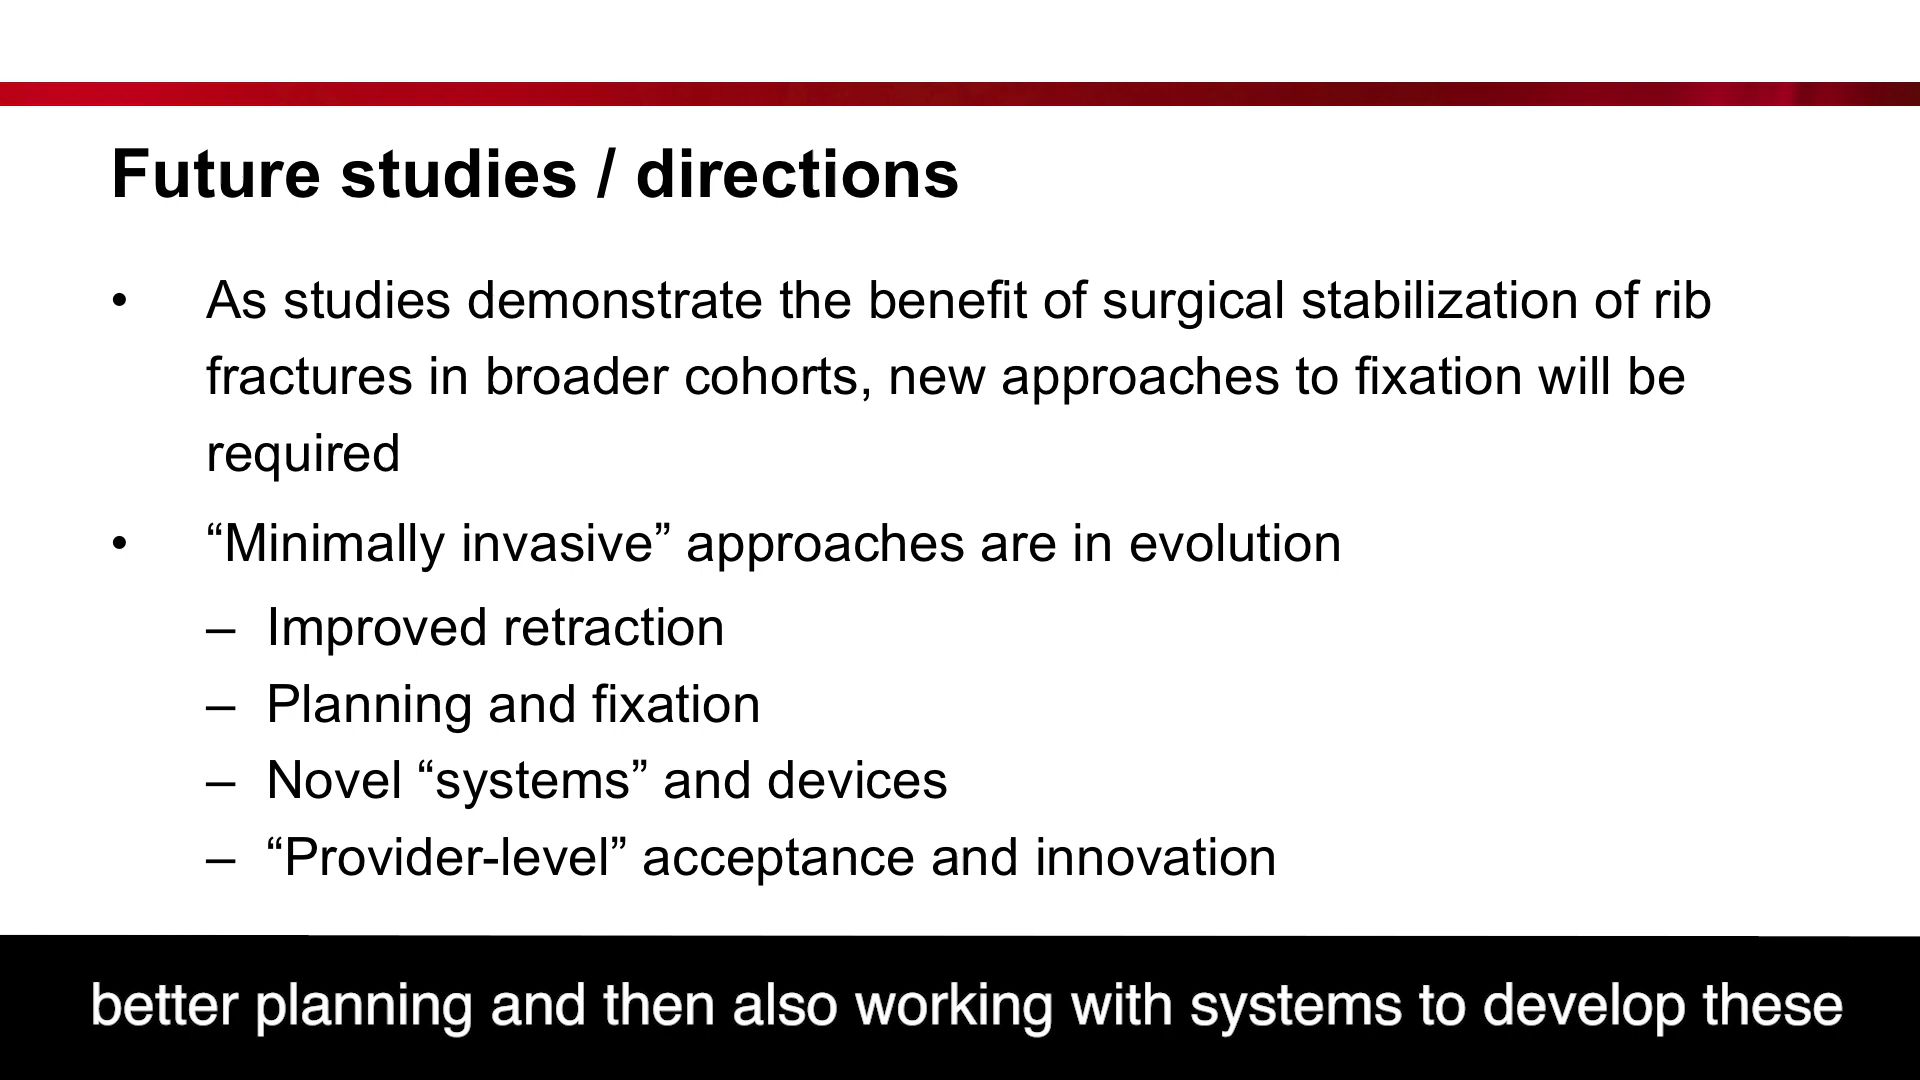 Future studies / directions
• As studies demonstrate the benefit of surgical stabilization of rib
fractures in broader cohorts, new approaches to fixation will be
required
• “Minimally invasive” approaches are in evolution
– Improved retraction
– Planning and fixation
– Novel “systems” and devices
– “Provider-level” acceptance and innovation
better planning and then also working with systems to develop these